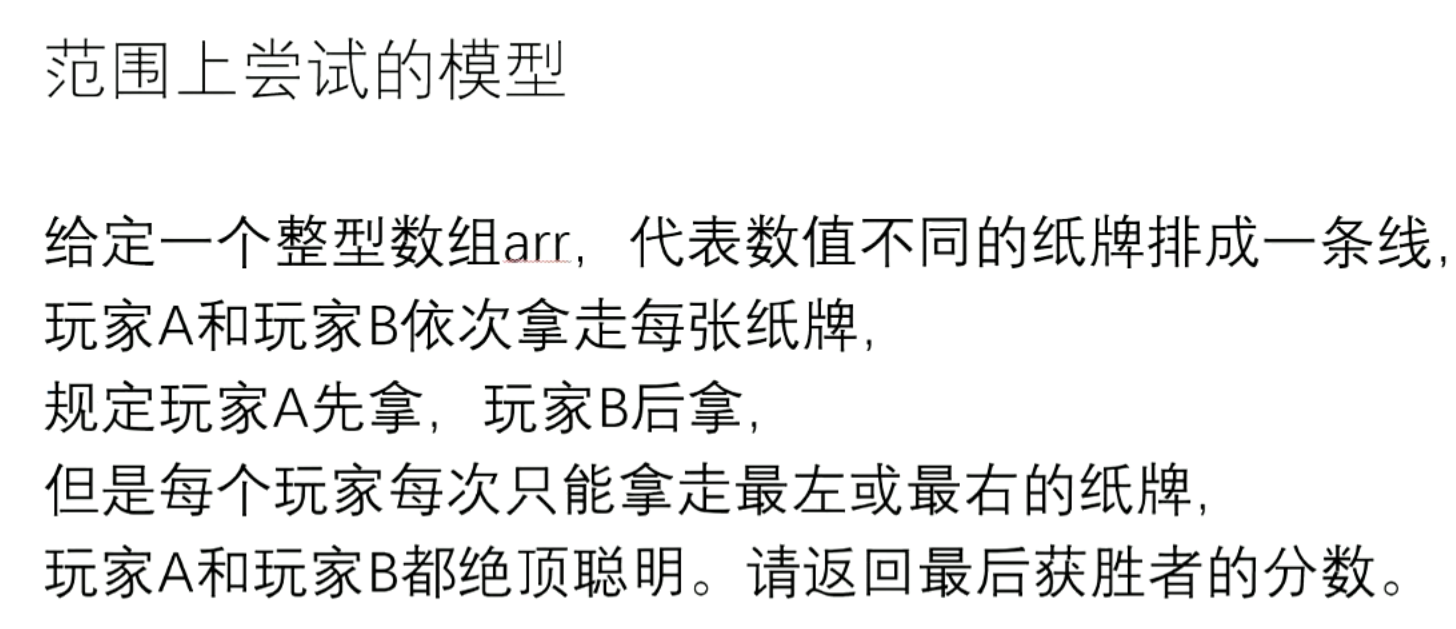 范围上尝试的模型
给定一个整型数组arr，代表数值不同的纸牌排成一条线，
玩家A和玩家B依次拿走每张纸牌，
规定玩家A先拿，玩家B后拿，
但是每个玩家每次只能拿走最左或最右的纸牌，
玩家A和玩家B都绝顶聪明。请返回最后获胜者的分数。